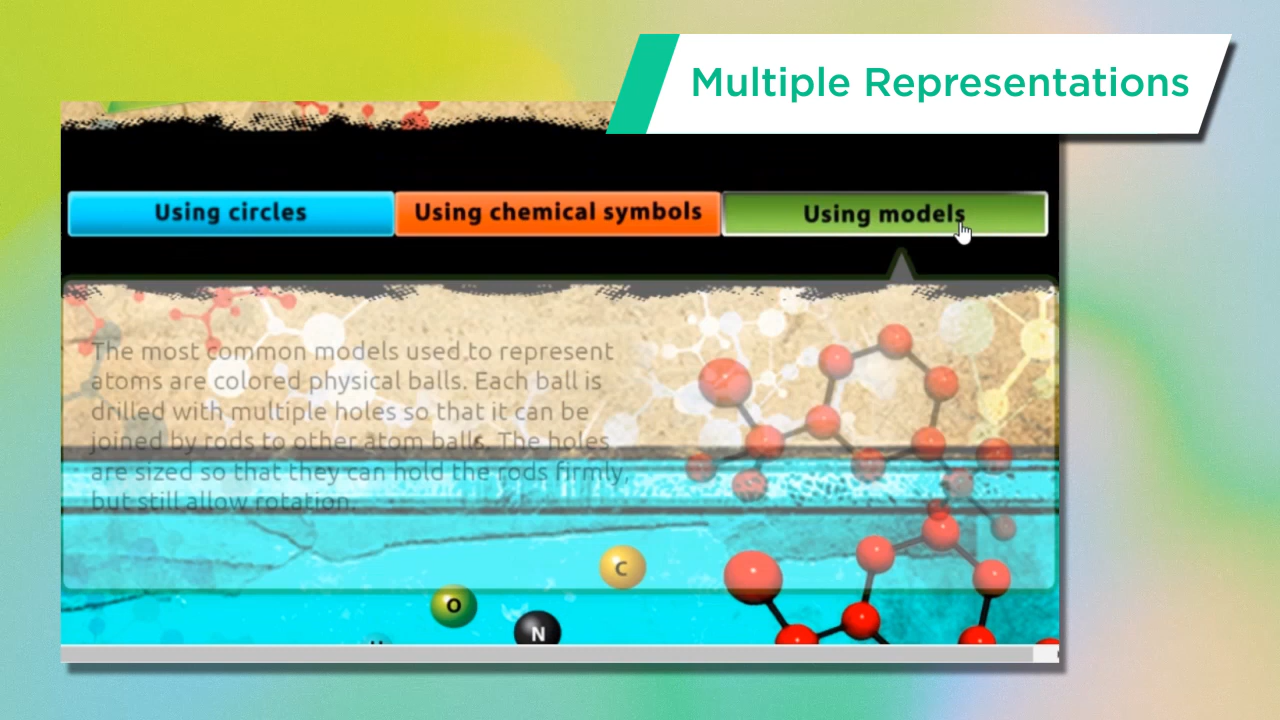 Multiple Representations
Using circles
Using chemical symbols
Using models
The most common models used to represent
atoms are colored physical balls. Each ball is
drilled with multiple holes so that it can be
joined by rods to other atom balls. The holes
are sized so that they can hold the rods firmly,
but still allow rotation.
C
O
N